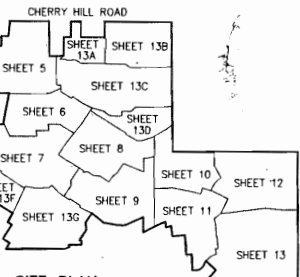 CHERRY HILL ROAD
SHEET
13A
SHEET 13B
SHEET 5
SHEET 13C
SHEET 6
SHEET
13D
SHEET 8
SHEET 7
SHEET 10
SHEET 12
SHEET 9
SHEET 11
13F
SHEET 13G
SHEET 13